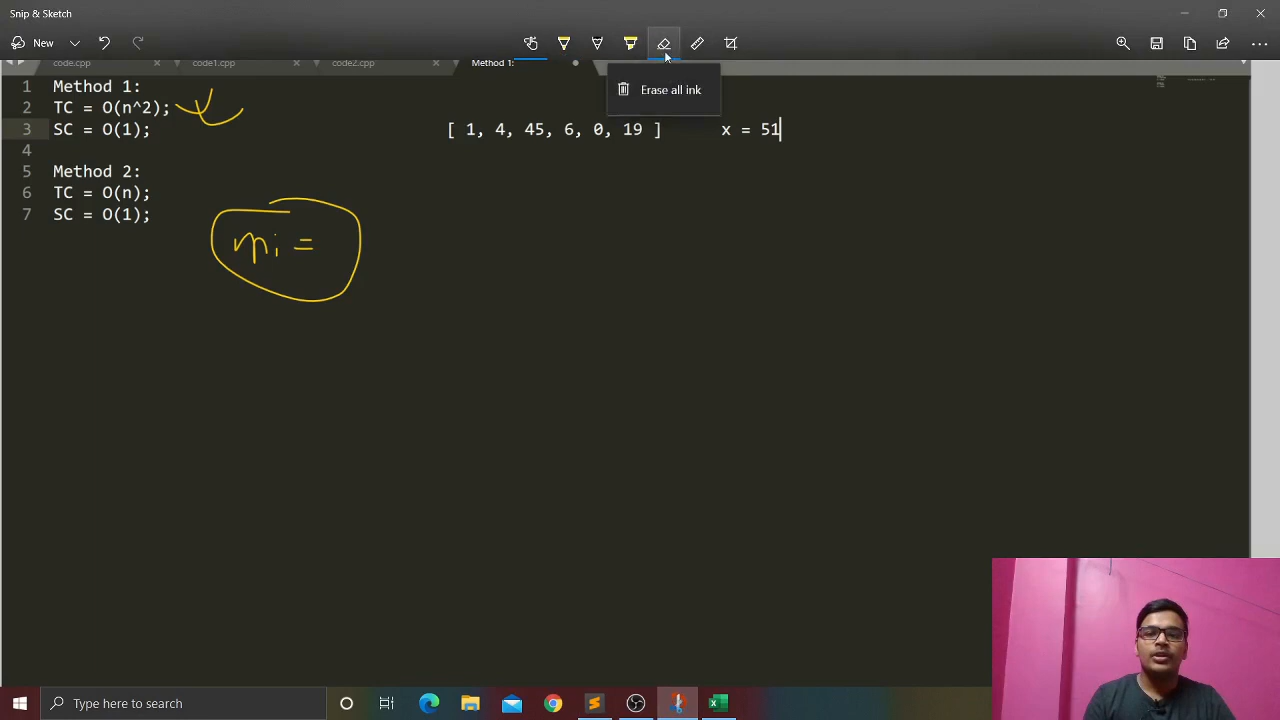 Snip & Sketch
New
code.cpp
code1.cpp
code2.cpp
Method 1:
Erase all ink
1 Method 1:
2 TC = O(n^2);
3 SC = O(1); [ 1, 4, 45, 6, 0, 19 ] x = 51
4
5 Method 2:
6 TC = O(n);
7 SC = O(1);
mi =
Type here to search